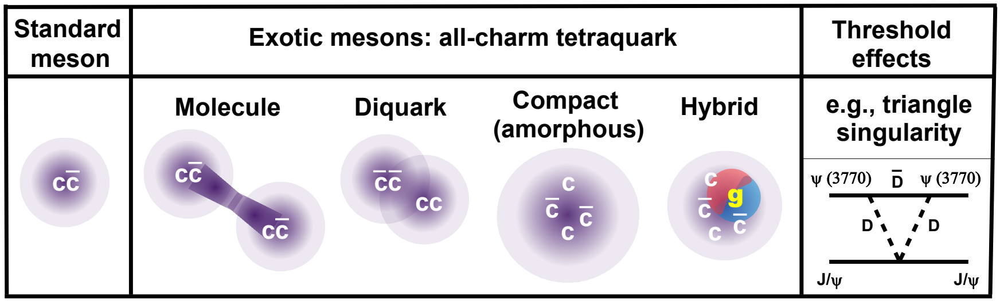 Standard
meson
Exotic mesons: all-charm tetraquark
Threshold
effects
cc̅
Molecule
cc̅
cc̅
Diquark
c̅c̅
cc
Compact
(amorphous)
c
c̅
c̅
c
Hybrid
c
g
c̅
c̅
c
e.g., triangle
singularity
ψ (3770) D̅ ψ (3770)
D D
J/ψ J/ψ